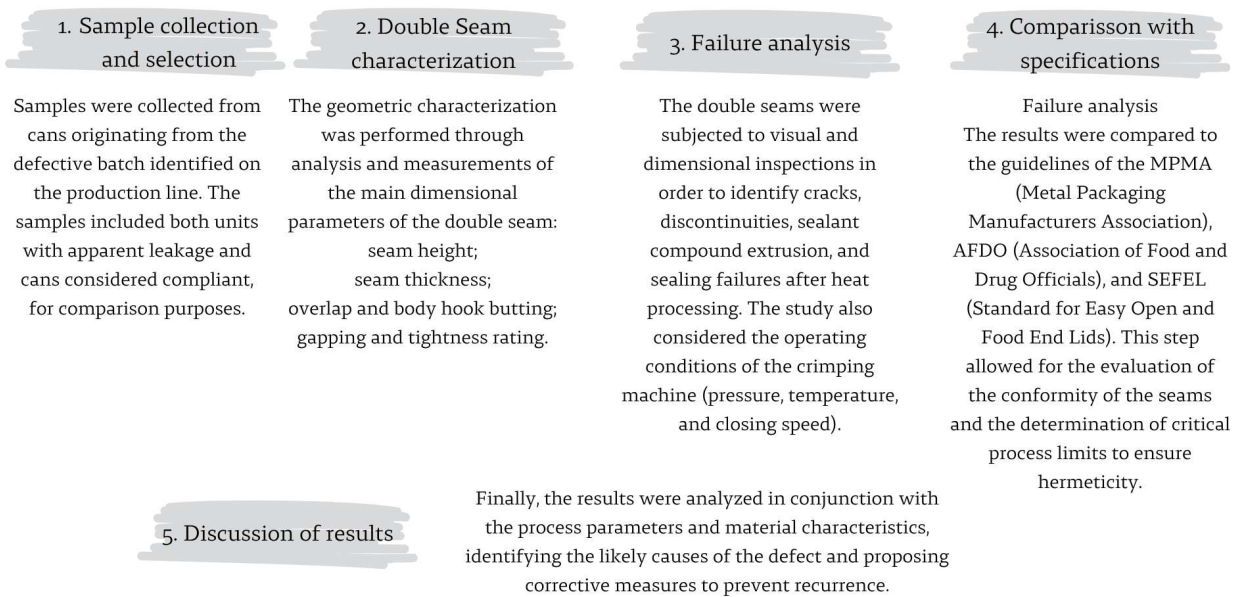 1. Sample collection
and selection
Samples were collected from
cans originating from the
defective batch identified on
the production line. The
samples included both units
with apparent leakage and
cans considered compliant,
for comparison purposes.
2. Double Seam
characterization
The geometric characterization
was performed through
analysis and measurements of
the main dimensional
parameters of the double seam:
seam height;
seam thickness;
overlap and body hook butting;
gapping and tightness rating.
3. Failure analysis
The double seams were
subjected to visual and
dimensional inspections in
order to identify cracks,
discontinuities, sealant
compound extrusion, and
sealing failures after heat
processing. The study also
considered the operating
conditions of the crimping
machine (pressure, temperature,
and closing speed).
4. Comparisson with
specifications
Failure analysis
The results were compared to
the guidelines of the MPMA
(Metal Packaging
Manufacturers Association),
AFDO (Association of Food and
Drug Officials), and SEFEL
(Standard for Easy Open and
Food End Lids). This step
allowed for the evaluation of
the conformity of the seams
and the determination of critical
process limits to ensure
hermeticity.
5. Discussion of results
Finally, the results were analyzed in conjunction with
the process parameters and material characteristics,
identifying the likely causes of the defect and proposing
corrective measures to prevent recurrence.